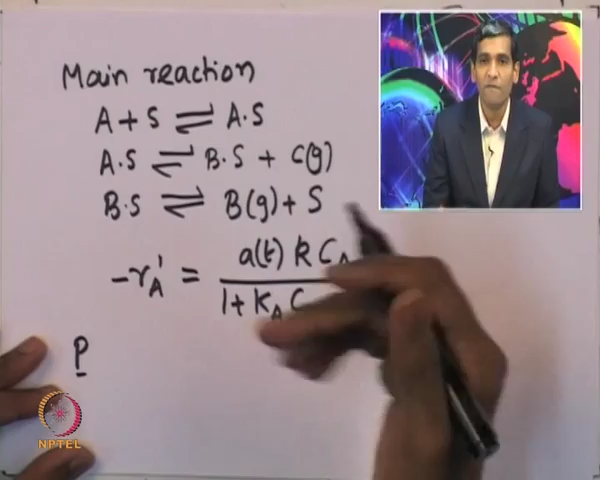 Main reaction
A + S ⇌ A.S
A.S ⇌ B.S + C(g)
B.S ⇌ B(g) + S
-r'A = a(t) k CA
1 + KA C
P
NPTEL